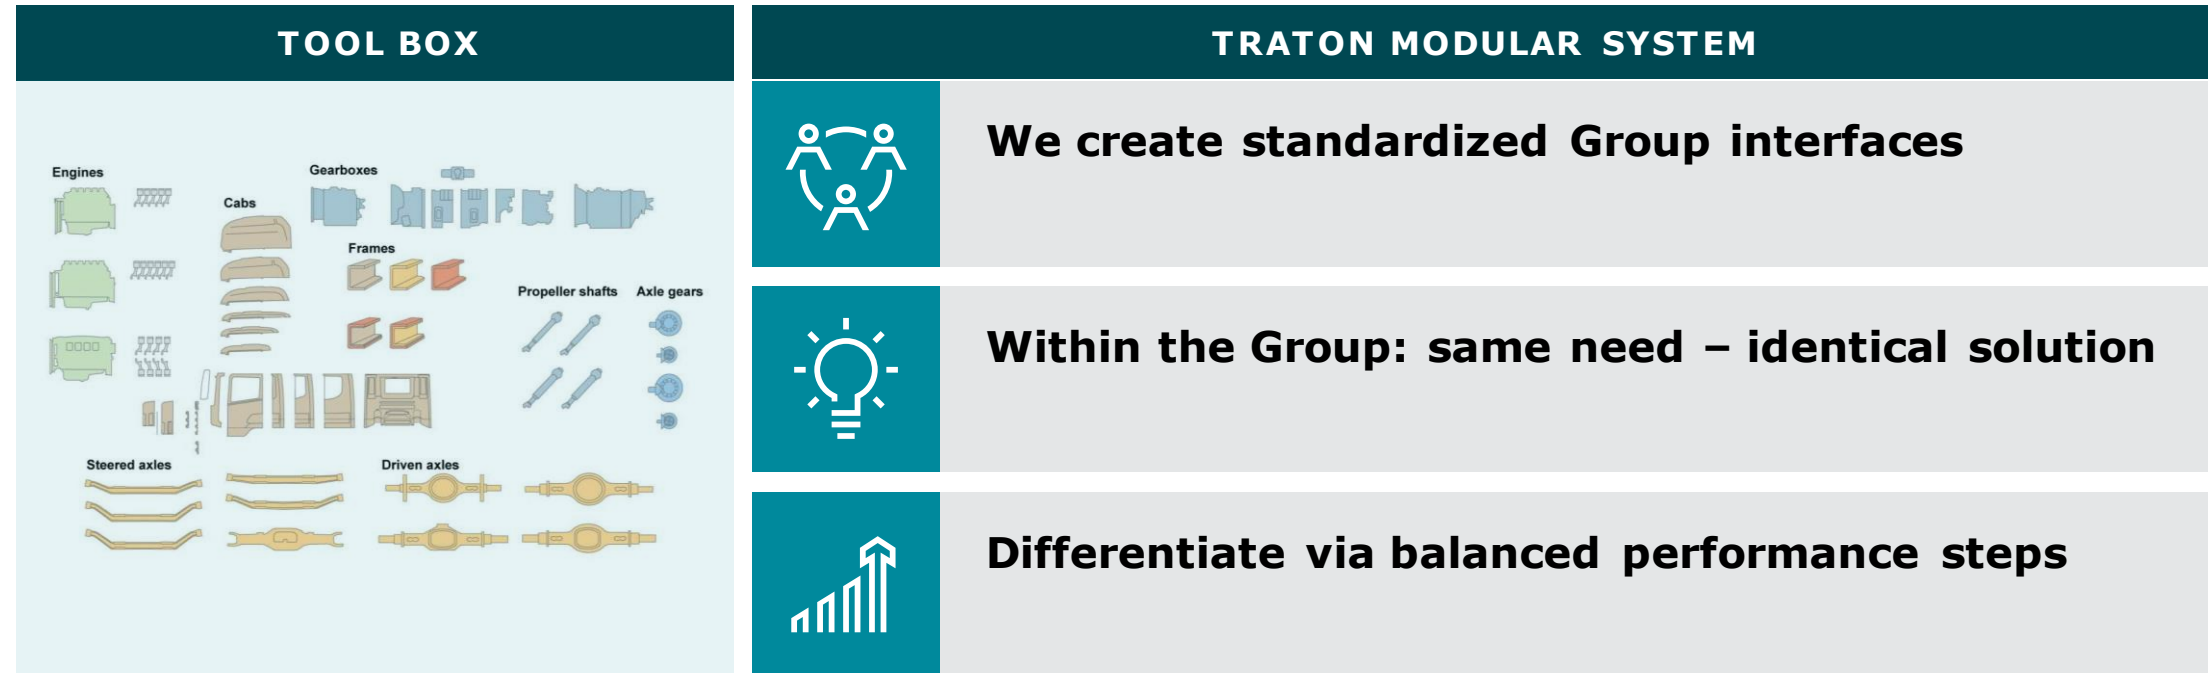 TOOL BOX
Engines
Gearboxes
Cabs
Frames
Propeller shafts
Axle gears
Steered axles
Driven axles
TRATON MODULAR SYSTEM
We create standardized Group interfaces
Within the Group: same need – identical solution
Differentiate via balanced performance steps